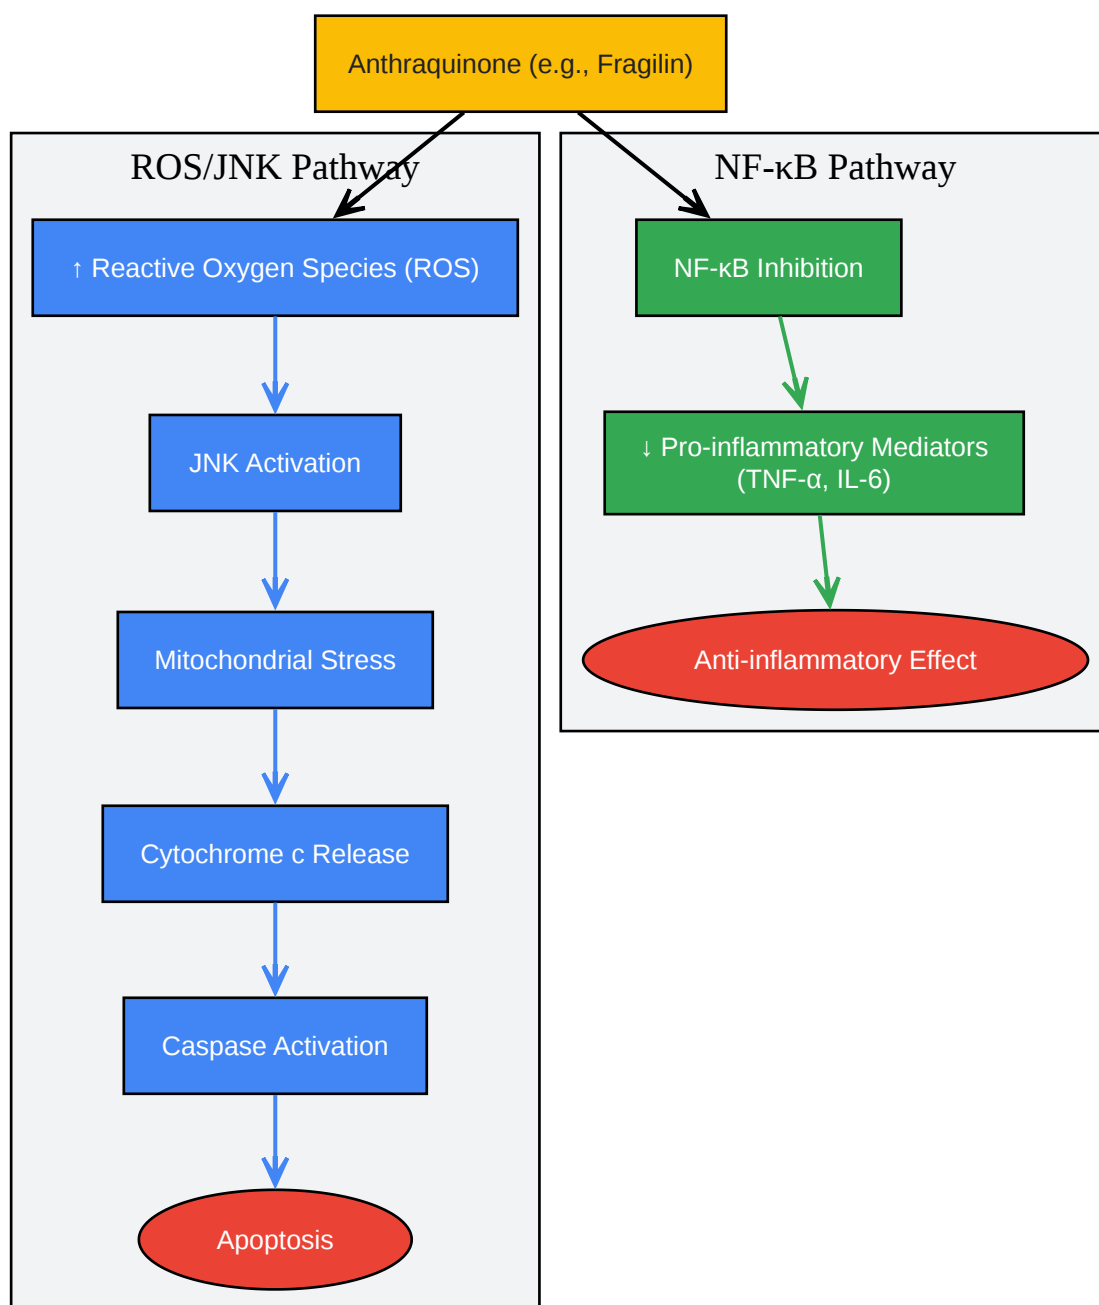 Anthraquinone (e.g., Fragilin)
ROS/JNK Pathway
↑ Reactive Oxygen Species (ROS)
JNK Activation
Mitochondrial Stress
Cytochrome c Release
Caspase Activation
Apoptosis
NF-κB Pathway
NF-κB Inhibition
↓ Pro-inflammatory Mediators
(TNF-α, IL-6)
Anti-inflammatory Effect